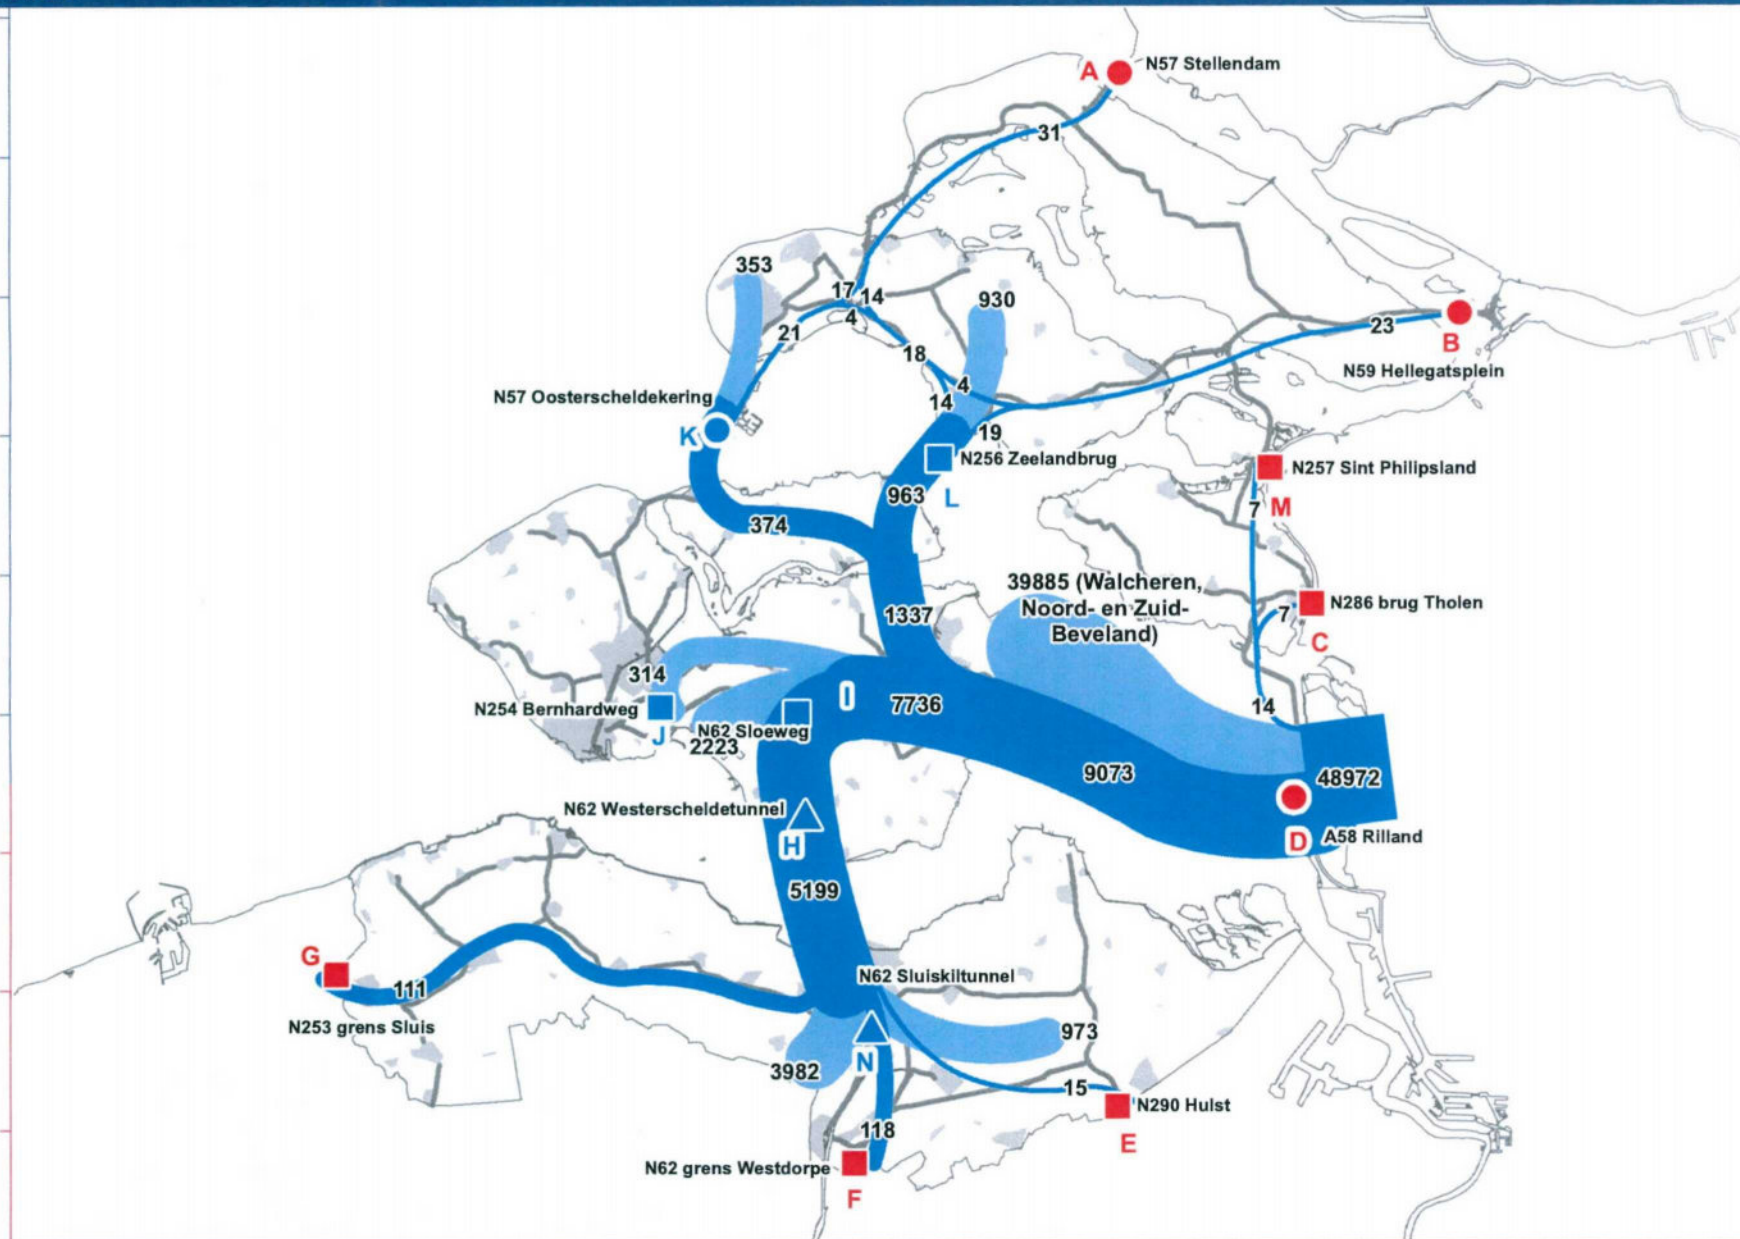 A
N57 Stellendam
31
353
17
14
930
4
21
23
B
18
N59 Hellegatsplein
4
N57 Oosterscheldekering
14
K
19
N256 Zeelandbrug
N257 Sint Philipsland
963
L
7
M
374
39885 (Walcheren,
Noord- en Zuid-
Beveland)
N286 brug Tholen
1337
7
C
314
I
7736
14
N254 Bernhardweg
J
N62 Sloeweg
2223
9073
48972
N62 Westerscheldetunnel
H
D
A58 Rilland
5199
G
N62 Sluiskiltunnel
111
N253 grens Sluis
973
N
3982
15
N290 Hulst
118
E
N62 grens Westdorpe
F